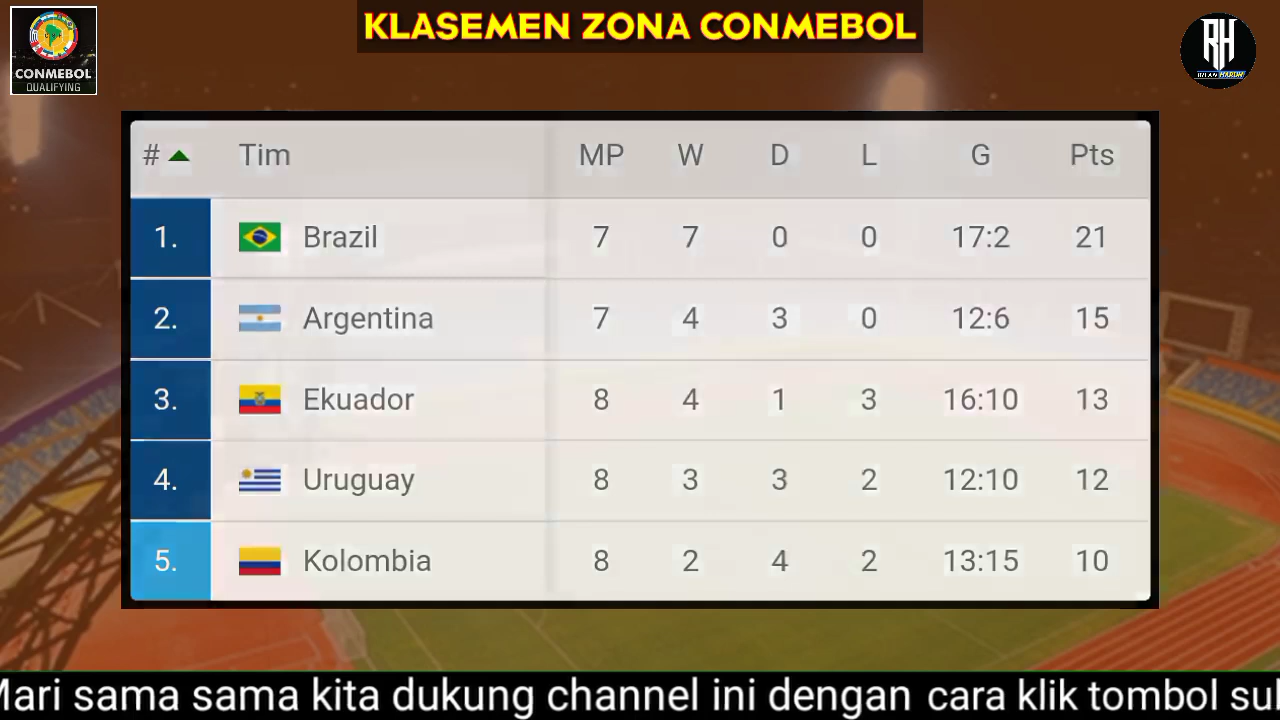 KLASEMEN ZONA CONMEBOL
CONMEBOL
QUALIFYING
RH
# Tim MP W D L G Pts
1. Brazil 7 7 0 0 17:2 21
2. Argentina 7 4 3 0 12:6 15
3. Ekuador 8 4 1 3 16:10 13
4. Uruguay 8 3 3 2 12:10 12
5. Kolombia 8 2 4 2 13:15 10
Mari sama sama kita dukung channel ini dengan cara klik tombol su